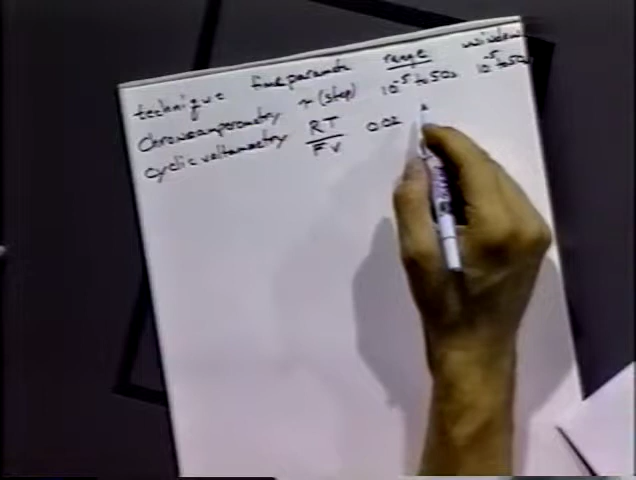 technique time parameter range window
Chronoamperometry τ (step) 10⁻⁵ to 50s 10⁻⁵ to 50s
cyclic voltammetry RT/Fv 0.02